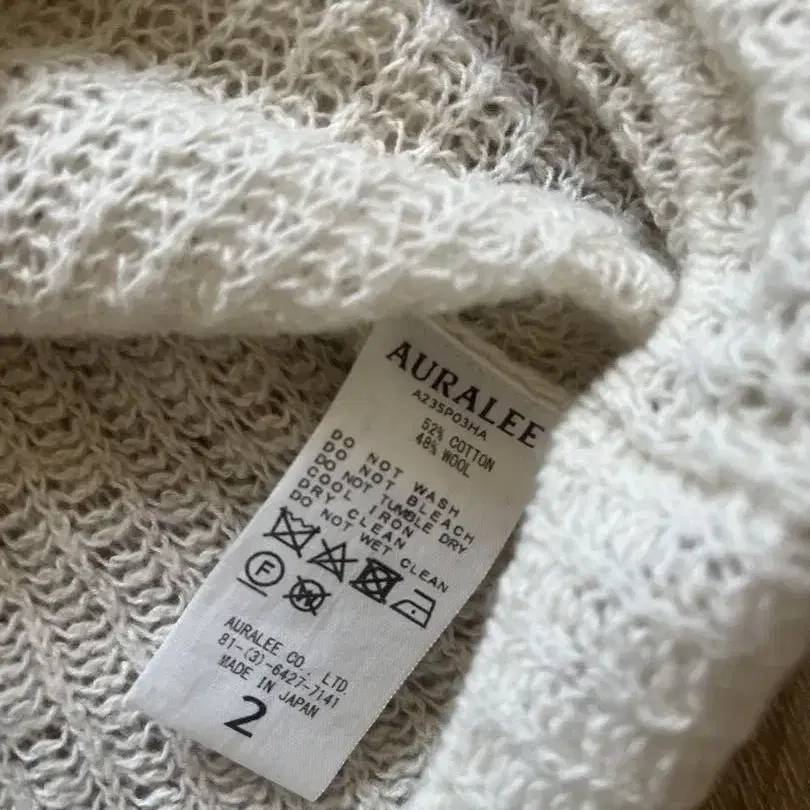 AURALEE
A23SP03HA
52% COTTON
48% WOOL
DO NOT WASH
DO NOT BLEACH
DO NOT TUMBLE DRY
COOL IRON
DRY CLEAN
DO NOT WET CLEAN
F
W
AURALEE CO., LTD.
81-(3)-6427-7141
MADE IN JAPAN
2